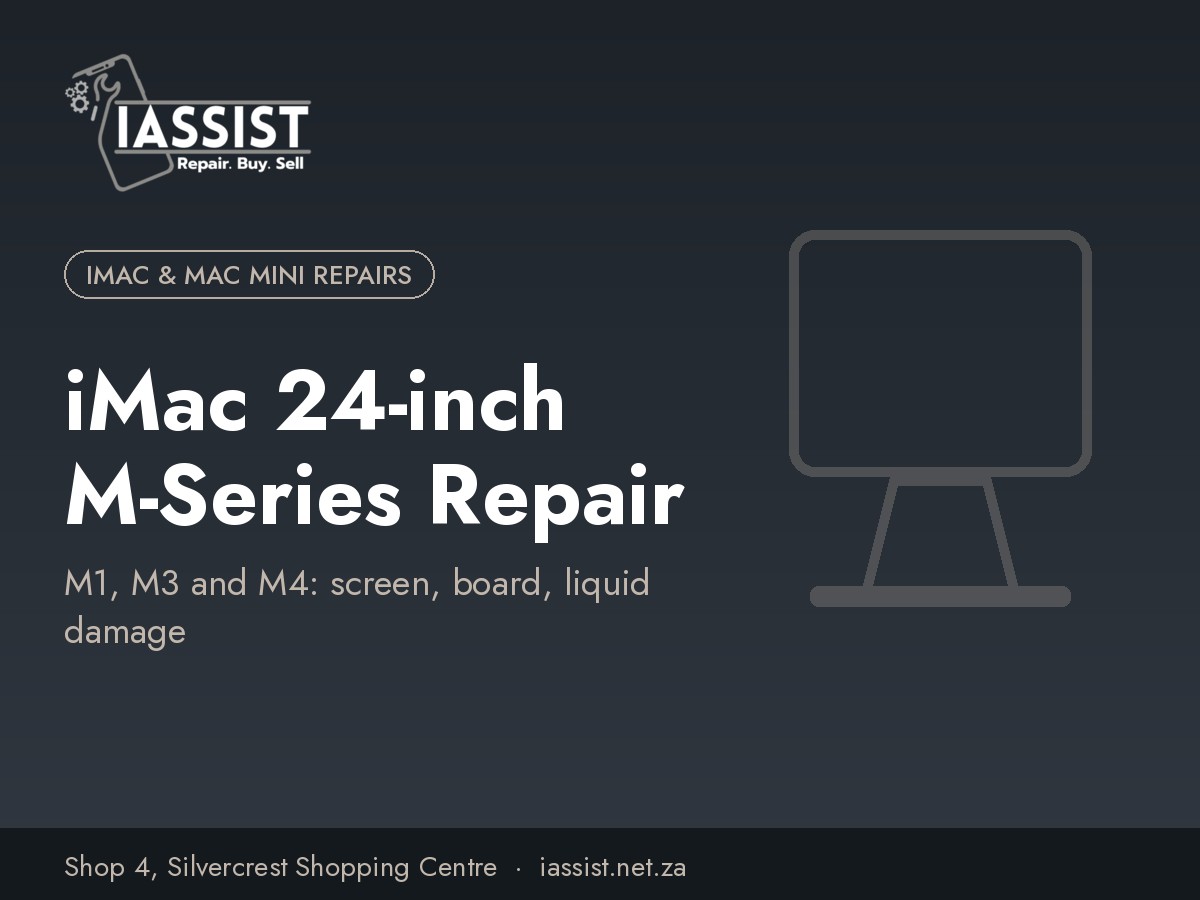 IASSIST
Repair. Buy. Sell
IMAC & MAC MINI REPAIRS
iMac 24-inch
M-Series Repair
M1, M3 and M4: screen, board, liquid
damage
Shop 4, Silvercrest Shopping Centre · iassist.net.za